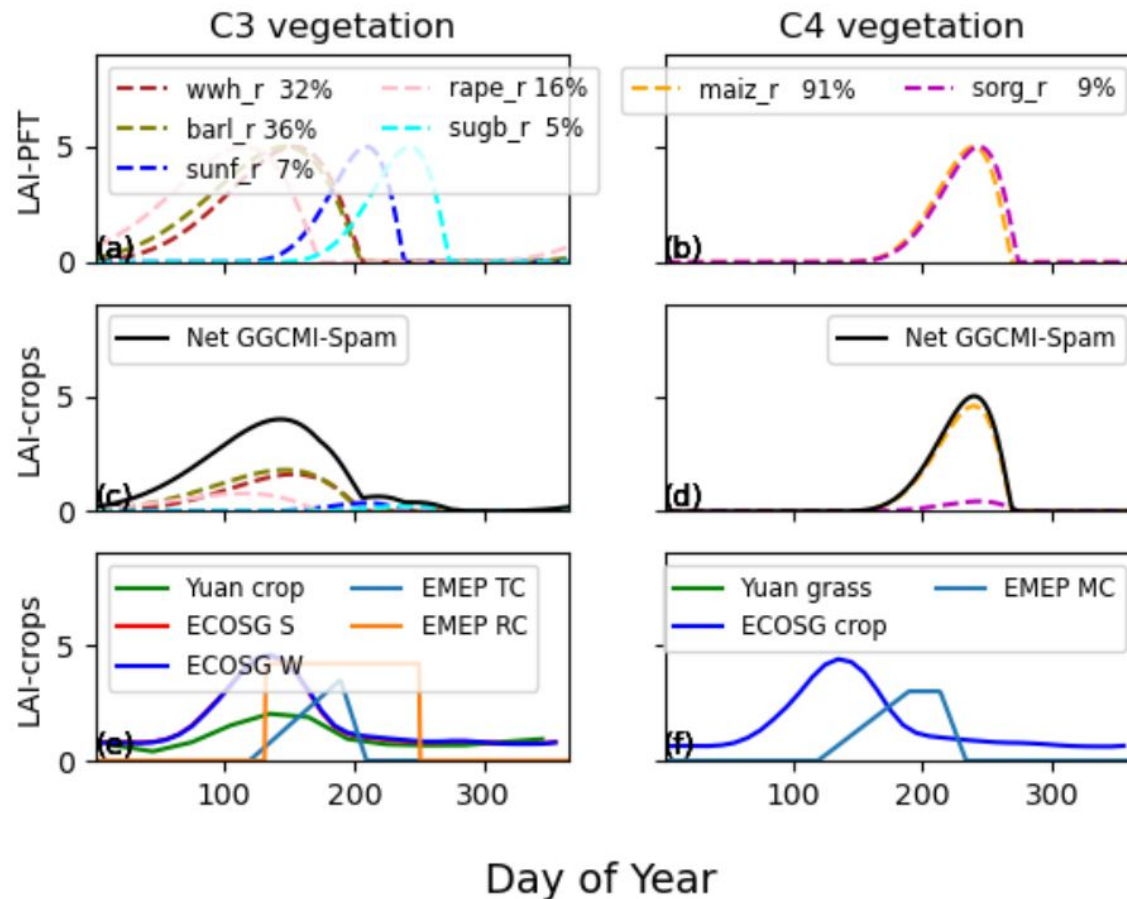 C3 vegetation
C4 vegetation
LAI-PFT
5
0
wwh_r 32%
rape_r 16%
barl_r 36%
sugb_r 5%
sunf_r 7%
(a)
maiz_r 91%
sorg_r 9%
(b)
LAI-crops
5
0
Net GGCMI-Spam
(c)
Net GGCMI-Spam
(d)
LAI-crops
5
0
Yuan crop
EMEP TC
ECOSG S
EMEP RC
ECOSG W
(e)
Yuan grass
EMEP MC
ECOSG crop
(f)
100 200 300
100 200 300
Day of Year